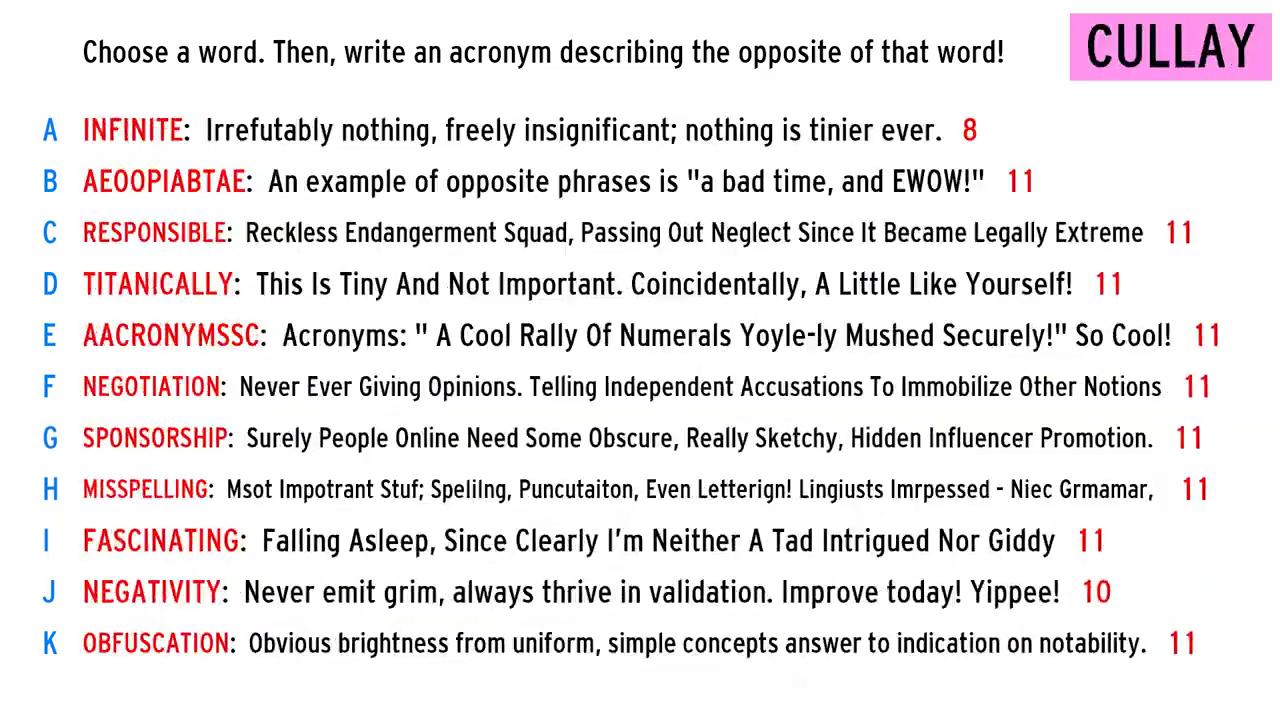 Choose a word. Then, write an acronym describing the opposite of that word!
CULLAY
A INFINITE: Irrefutably nothing, freely insignificant; nothing is tinier ever. 8
B AEOOPIABTAE: An example of opposite phrases is "a bad time, and EWOW!" 11
C RESPONSIBLE: Reckless Endangerment Squad, Passing Out Neglect Since It Became Legally Extreme 11
D TITANICALLY: This Is Tiny And Not Important. Coincidentally, A Little Like Yourself! 11
E AACRONYMSSC: Acronyms: " A Cool Rally Of Numerals Yoyle-ly Mushed Securely!" So Cool! 11
F NEGOTIATION: Never Ever Giving Opinions. Telling Independent Accusations To Immobilize Other Notions 11
G SPONSORSHIP: Surely People Online Need Some Obscure, Really Sketchy, Hidden Influencer Promotion. 11
H MISSPELLING: Msot Impotrant Stuf; Spelilng, Puncutaiton, Even Letterign! Lingiusts Imrpessed - Niec Grmamar, 11
I FASCINATING: Falling Asleep, Since Clearly I'm Neither A Tad Intrigued Nor Giddy 11
J NEGATIVITY: Never emit grim, always thrive in validation. Improve today! Yippee! 10
K OBFUSCATION: Obvious brightness from uniform, simple concepts answer to indication on notability. 11